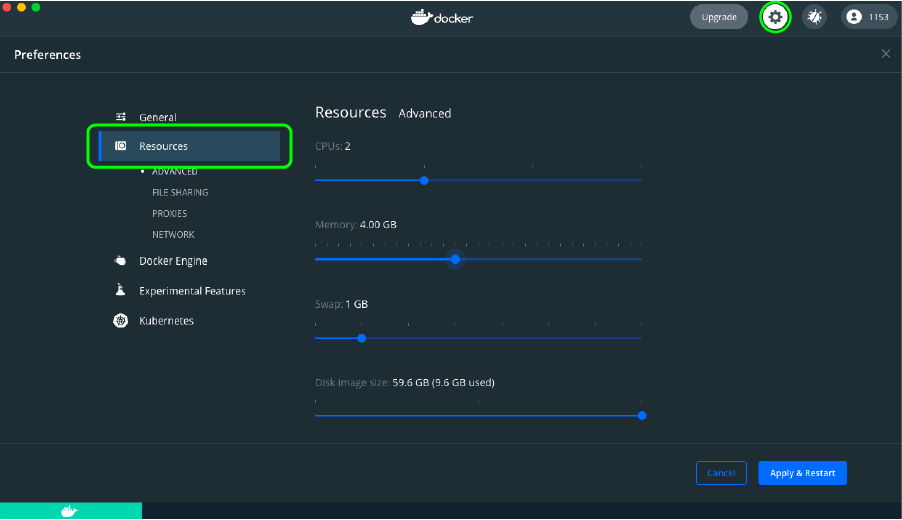 docker
Upgrade
1153
Preferences
General
Resources
ADVANCED
FILE SHARING
PROXIES
NETWORK
Docker Engine
Experimental Features
Kubernetes
Resources Advanced
CPUs: 2
Memory: 4.00 GB
Swap: 1 GB
Disk image size: 59.6 GB (9.6 GB used)
Cancel
Apply & Restart